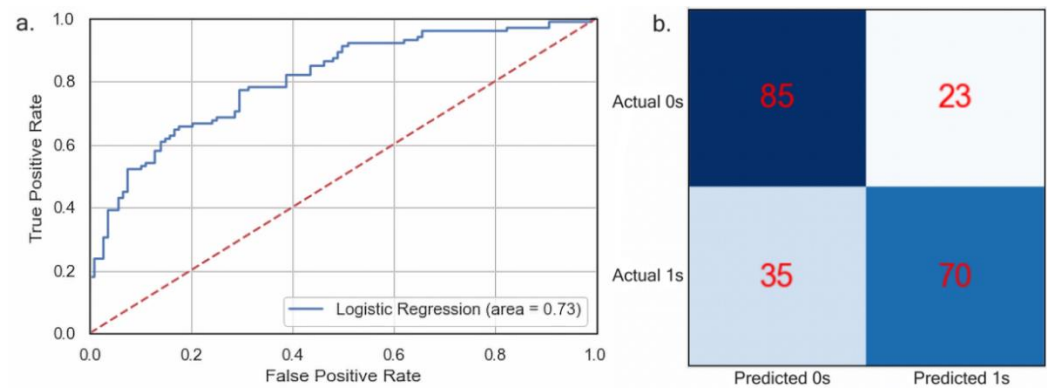 a.
1.0
0.8
0.6
0.4
0.2
0.0
True Positive Rate
Logistic Regression (area = 0.73)
0.0 0.2 0.4 0.6 0.8 1.0
False Positive Rate
b.
Actual 0s 85 23
Actual 1s 35 70
Predicted 0s Predicted 1s